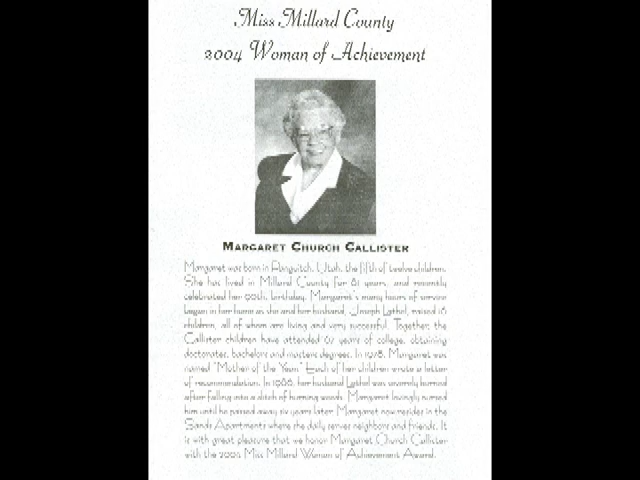 Miss Millard County
2004 Woman of Achievement
MARGARET CHURCH CALLISTER
Margaret was born in Panguitch, Utah, the fifth of twelve children.
She has lived in Millard County for 81 years, and recently
celebrated her 90th birthday. Margaret's many hours of service
began in her home as she and her husband, Joseph Lethel, raised 16
children, all of whom are living and very successful. Together, the
Callister children have attended years of college, obtaining
doctorates, bachelors and masters degrees. In 1978, Margaret was
named "Mother of the Year." Each of her children wrote a letter
of recommendation. In 1986, her husband Lethel was severely burned
after falling into a ditch of burning weeds. Margaret lovingly nursed
him until he passed away six years later. Margaret now resides in the
Sands Apartments where she daily serves neighbors and friends. It
is with great pleasure that we honor Margaret Church Callister
with the 2004 Miss Millard Woman of Achievement Award.